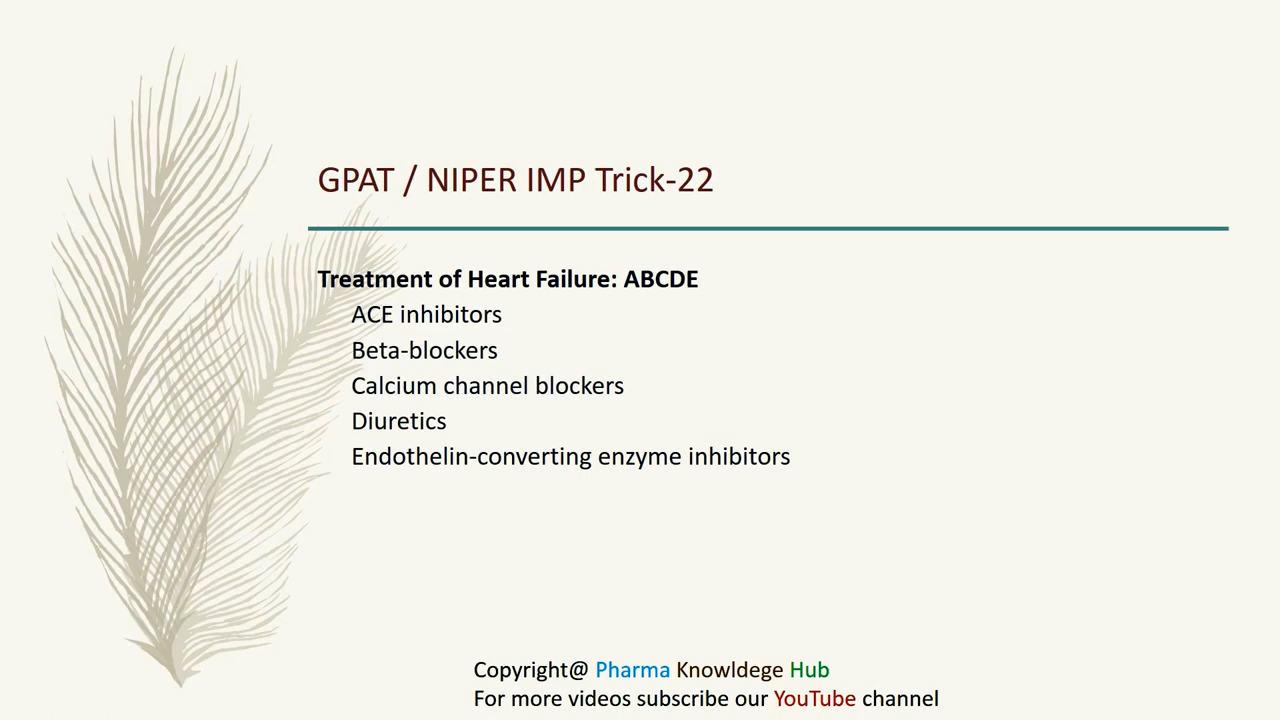 GPAT / NIPER IMP Trick-22
Treatment of Heart Failure: ABCDE
ACE inhibitors
Beta-blockers
Calcium channel blockers
Diuretics
Endothelin-converting enzyme inhibitors
Copyright@ Pharma Knowldege Hub
For more videos subscribe our YouTube channel